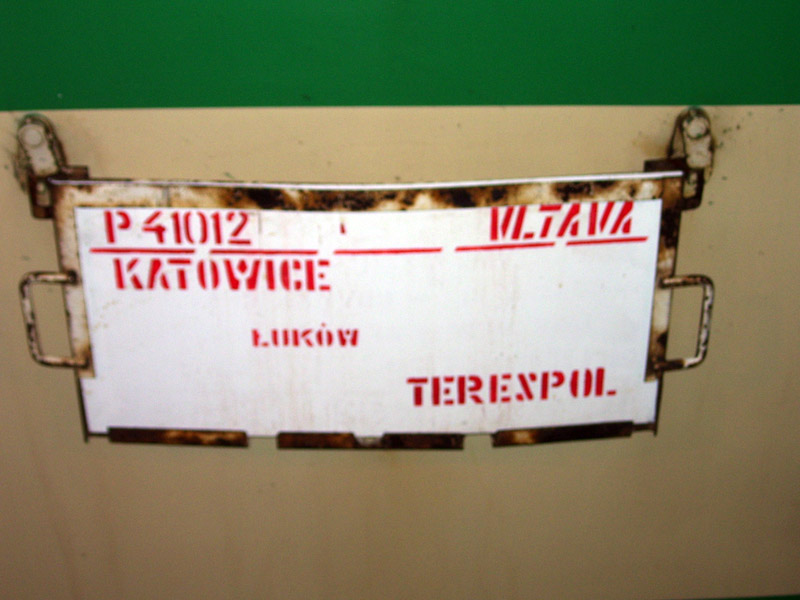 P 41012 VLTAVA
KATOWICE
ŁUKÓW
TERESPOL